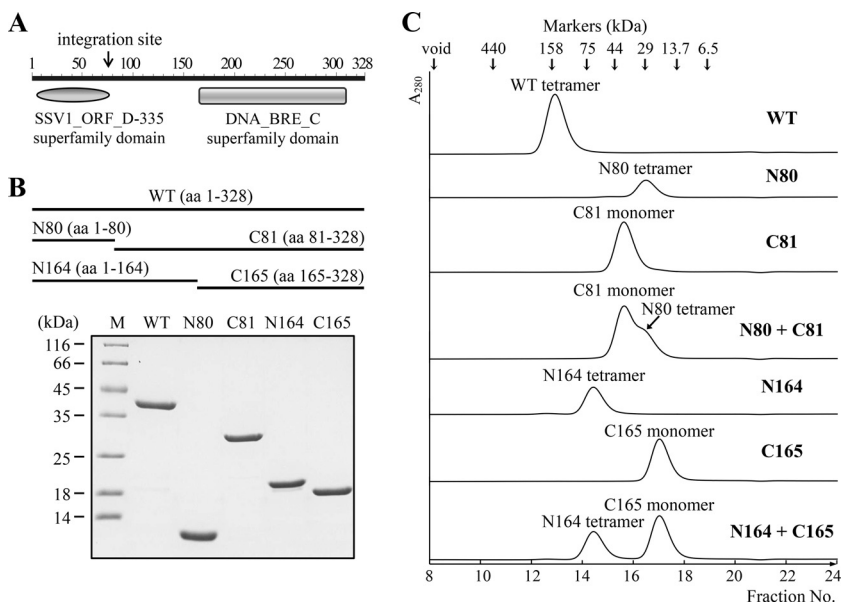 A
integration site
1 50 100 150 200 250 300 328
SSV1_ORF_D-335
superfamily domain
DNA_BRE_C
superfamily domain
B
WT (aa 1-328)
N80 (aa 1-80)
C81 (aa 81-328)
N164 (aa 1-164)
C165 (aa 165-328)
(kDa) M WT N80 C81 N164 C165
116
66
45
35
25
18
14
C
Markers (kDa)
void 440 158 75 44 29 13.7 6.5
A280
WT tetramer
WT
N80 tetramer
N80
C81 monomer
C81
C81 monomer
N80 tetramer
N80 + C81
N164 tetramer
N164
C165 monomer
C165
C165 monomer
N164 tetramer
N164 + C165
8 10 12 14 16 18 20 22 24
Fraction No.